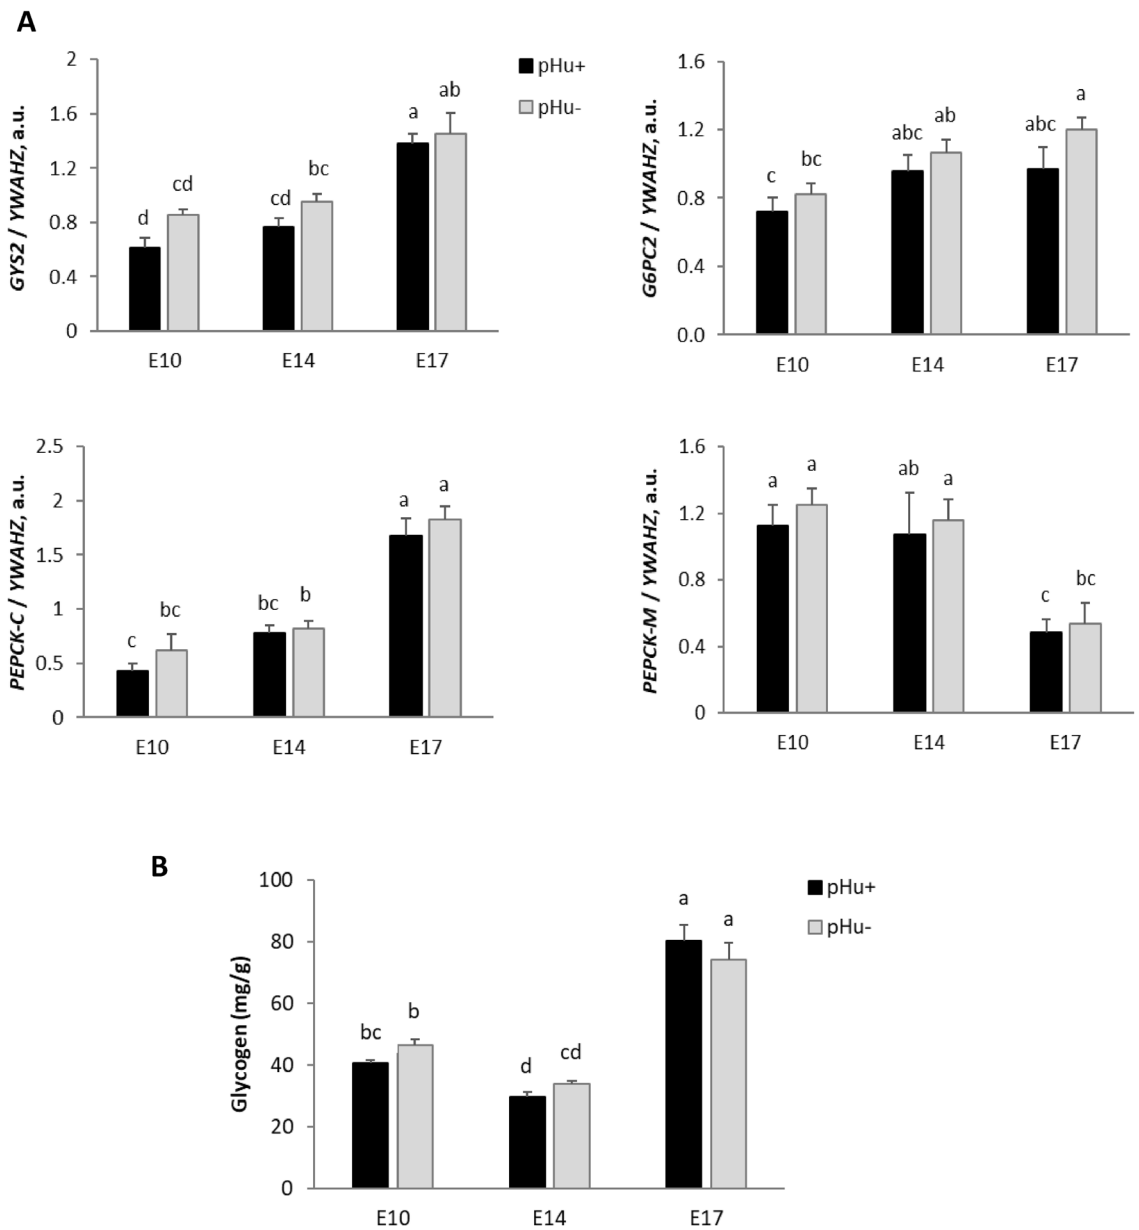 A
GYS2 / YWAHZ, a.u.
2
1.6
1.2
0.8
0.4
0
d
cd
cd
bc
a
ab
E10
E14
E17
pHu+
pHu-
G6PC2 / YWAHZ, a.u.
1.6
1.2
0.8
0.4
0.0
c
bc
abc
ab
abc
a
E10
E14
E17
PEPCK-C / YWAHZ, a.u.
2.5
2
1.5
1
0.5
0
c
bc
bc
b
a
a
E10
E14
E17
PEPCK-M / YWAHZ, a.u.
1.6
1.2
0.8
0.4
0
a
a
ab
a
c
bc
E10
E14
E17
B
Glycogen (mg/g)
100
80
60
40
20
0
bc
b
d
cd
a
a
E10
E14
E17
pHu+
pHu-